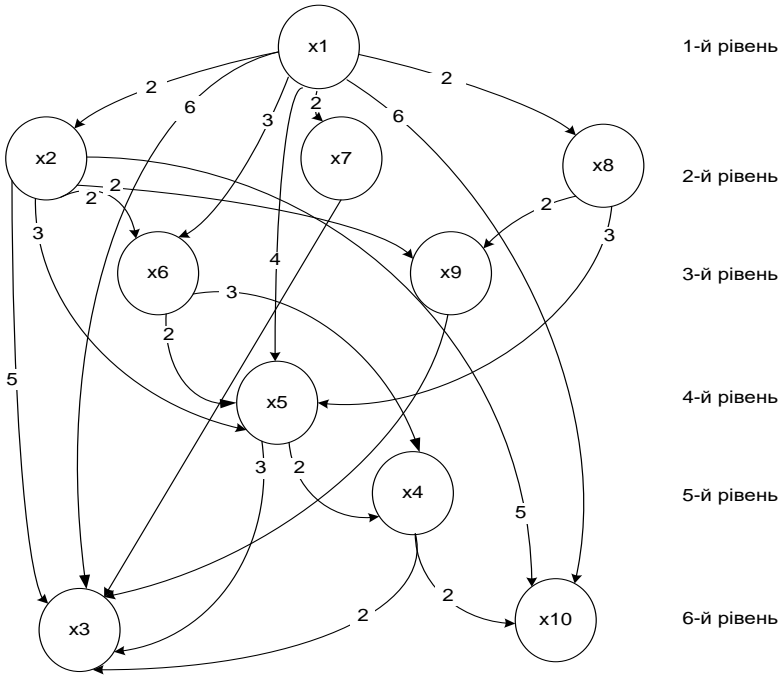 x1
1-й рівень
2
2
2
6
3
6
x2
x7
x8
2-й рівень
2
2
2
3
3
x6
x9
3-й рівень
4
3
2
5
x5
4-й рівень
3
2
x4
5-й рівень
5
2
2
x3
x10
6-й рівень